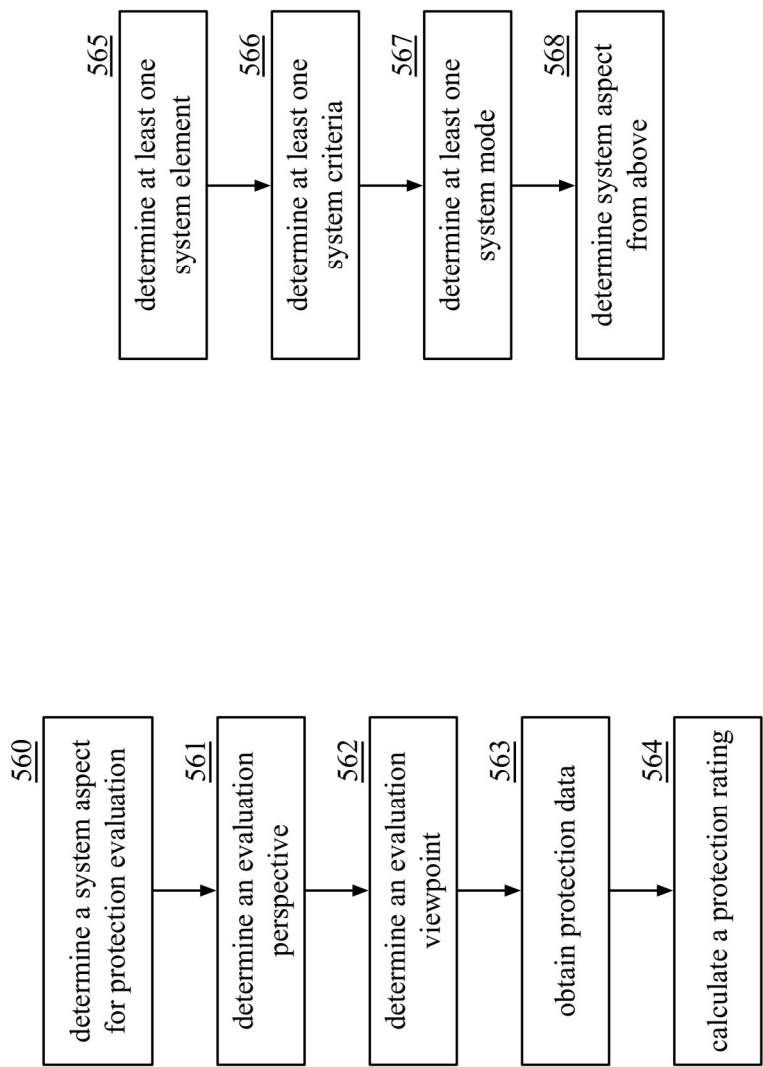 560
determine a system aspect
for protection evaluation
561
determine an evaluation
perspective
562
determine an evaluation
viewpoint
563
obtain protection data
564
calculate a protection rating
565
determine at least one
system element
566
determine at least one
system criteria
567
determine at least one
system mode
568
determine system aspect
from above